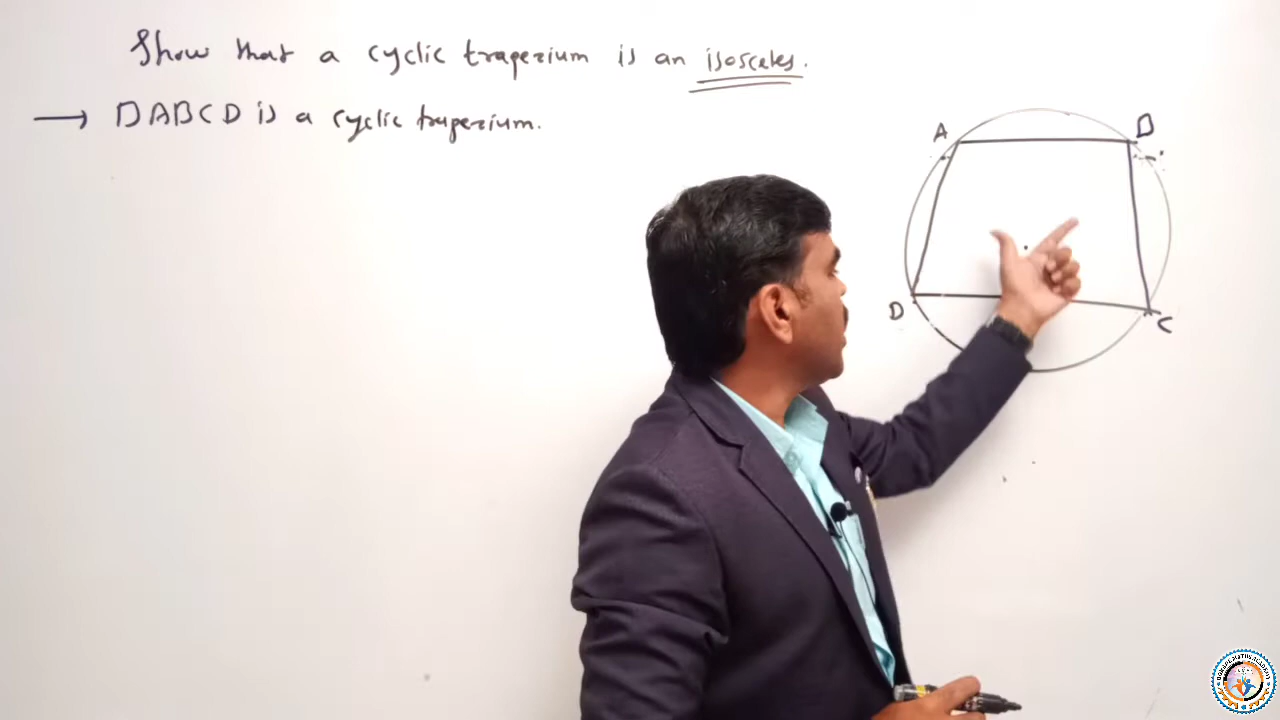 Show that a cyclic trapezium is an isosceles.
→ □ABCD is a cyclic trapezium.
A
B
D
C